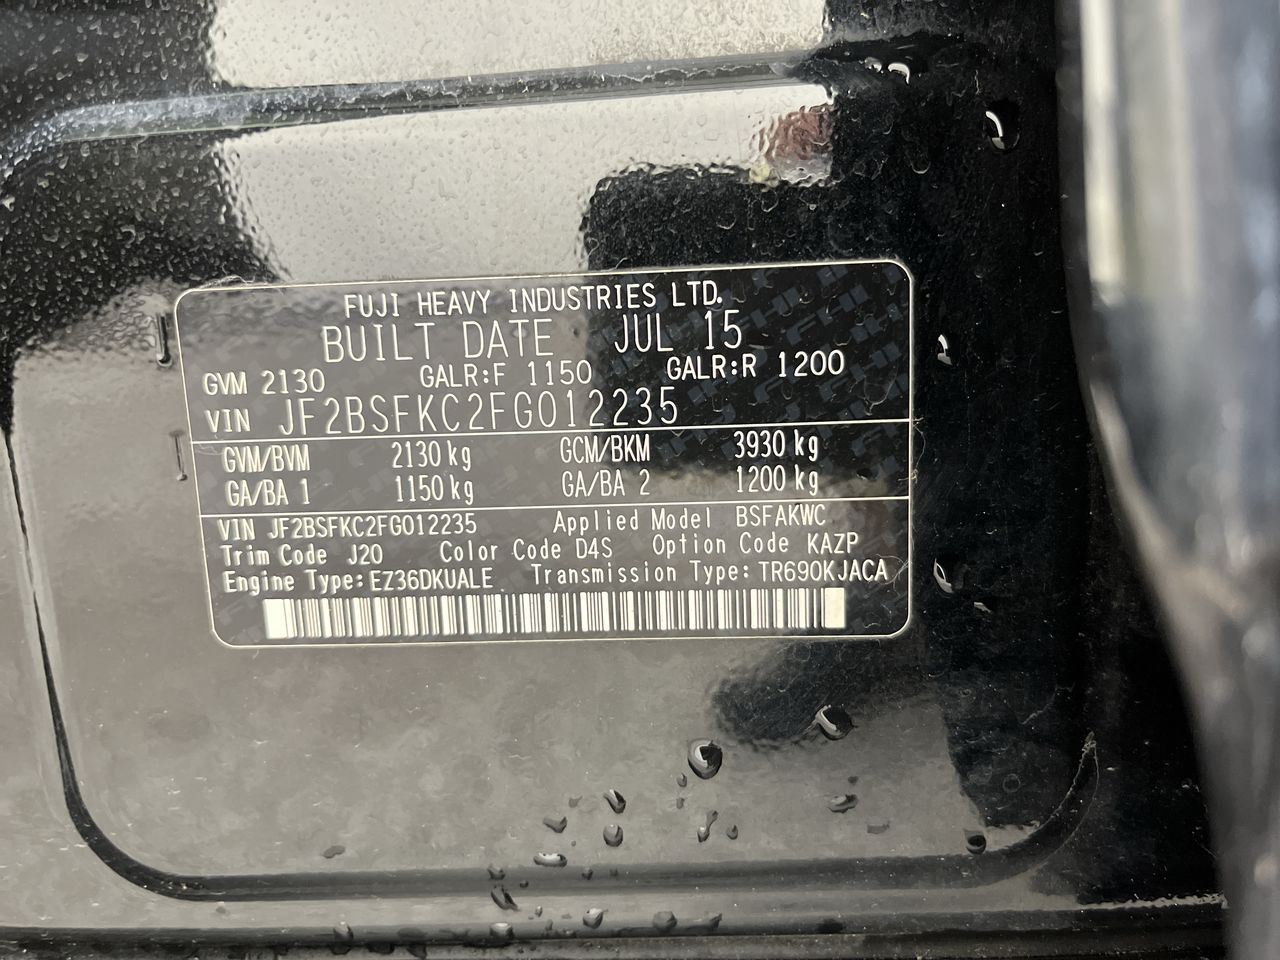 FUJI HEAVY INDUSTRIES LTD.
BUILT DATE JUL 15
GVM 2130 GALR:F 1150 GALR:R 1200
VIN JF2BSFKC2FG012235
GVM/BVM 2130 kg GCM/BKM 3930 kg
GA/BA 1 1150 kg GA/BA 2 1200 kg
VIN JF2BSFKC2FG012235 Applied Model BSFAKWC
Trim Code J20 Color Code D4S Option Code KAZP
Engine Type:EZ36DKUALE Transmission Type:TR690KJACA